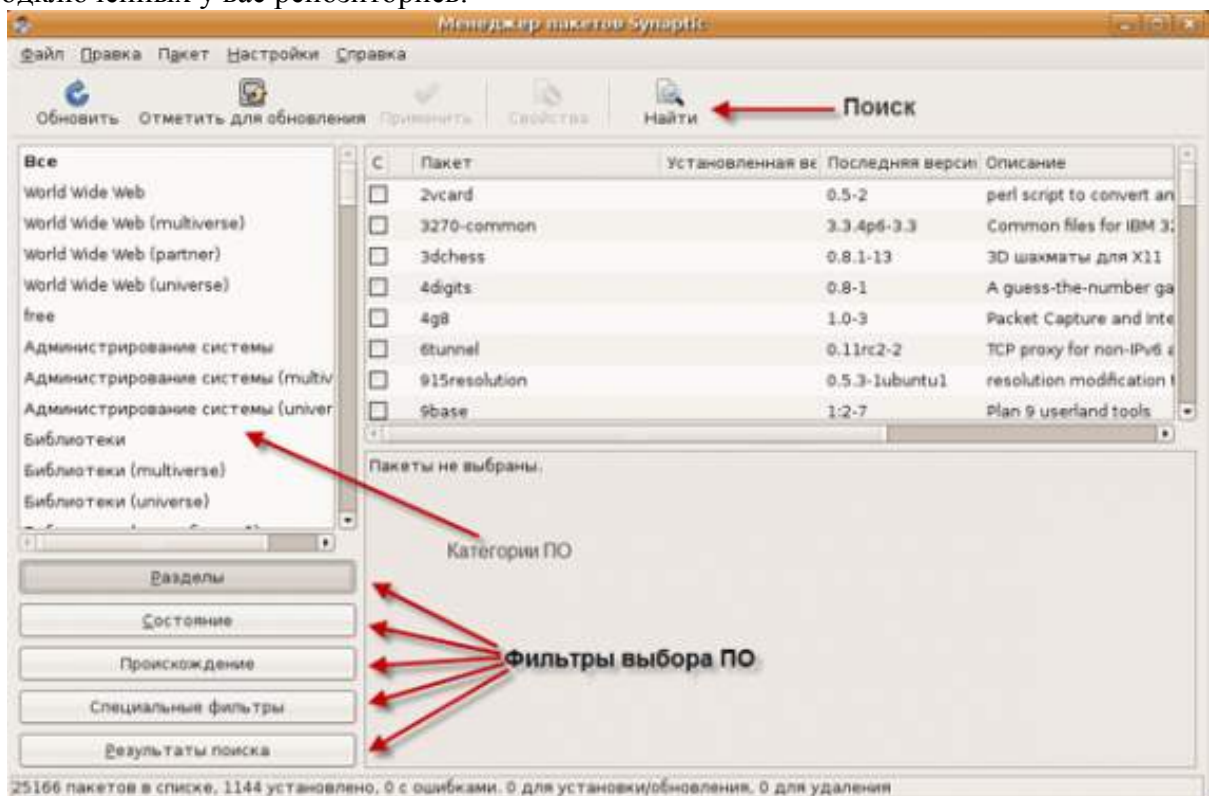 одключенных у вас репозиториев.
Менеджер пакетов Synaptic
Файл Правка Пакет Настройки Справка
Обновить Отметить для обновления Применить Свойства Найти
Поиск
Все
World Wide Web
World Wide Web (multiverse)
World Wide Web (partner)
World Wide Web (universe)
free
Администрирование системы
Администрирование системы (multiv
Администрирование системы (univer
Библиотеки
Библиотеки (multiverse)
Библиотеки (universe)
С Пакет Установленная ве Последняя верси Описание
2vcard 0.5-2 perl script to convert an
3270-common 3.3.4p6-3.3 Common files for IBM 32
3dchess 0.8.1-13 3D шахматы для X11
4digits 0.8-1 A guess-the-number ga
4g8 1.0-3 Packet Capture and Inte
6tunnel 0.11rc2-2 TCP proxy for non-IPv6 a
915resolution 0.5.3-1ubuntu1 resolution modification t
9base 1:2-7 Plan 9 userland tools
Пакеты не выбраны.
Категории ПО
Разделы
Состояние
Происхождение
Специальные фильтры
Результаты поиска
Фильтры выбора ПО
25166 пакетов в списке, 1144 установлено, 0 с ошибками. 0 для установки/обновления, 0 для удаления